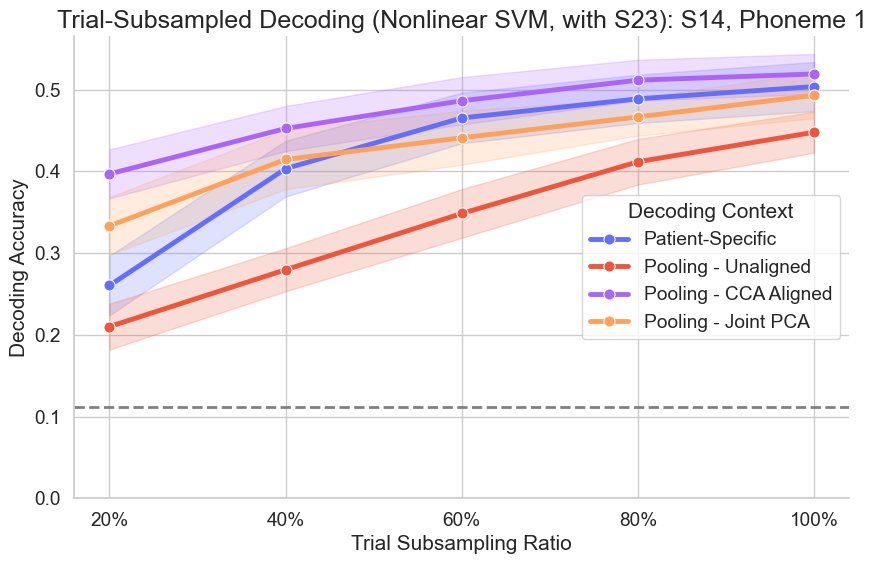 Trial-Subsampled Decoding (Nonlinear SVM, with S23): S14, Phoneme 1
Decoding Accuracy
0.5
0.4
0.3
0.2
0.1
0.0
Decoding Context
Patient-Specific
Pooling - Unaligned
Pooling - CCA Aligned
Pooling - Joint PCA
20%
40%
60%
80%
100%
Trial Subsampling Ratio